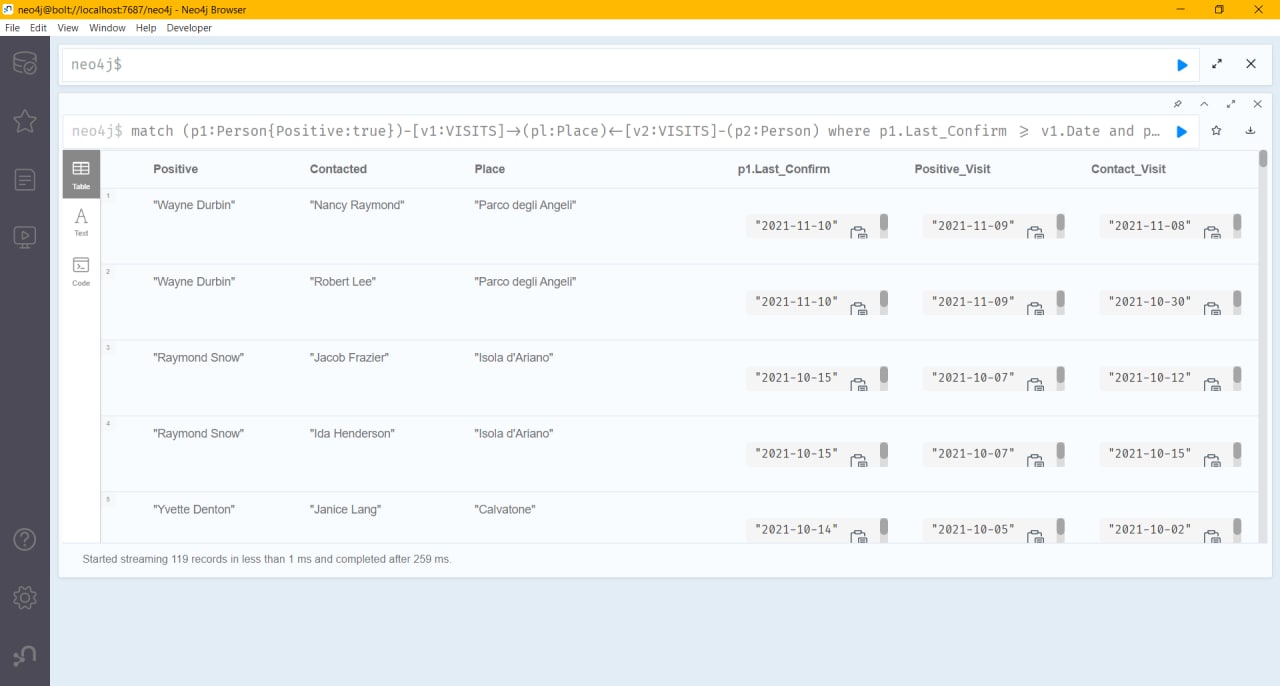 neo4j@bolt://localhost:7687/neo4j - Neo4j Browser
File Edit View Window Help Developer
neo4j$
neo4j$ match (p1:Person{Positive:true})-[v1:VISITS]->(pl:Place)<-[v2:VISITS]-(p2:Person) where p1.Last_Confirm >= v1.Date and p…
Table
Text
Code
Positive Contacted Place p1.Last_Confirm Positive_Visit Contact_Visit
1
"Wayne Durbin" "Nancy Raymond" "Parco degli Angeli"
"2021-11-10" "2021-11-09" "2021-11-08"
2
"Wayne Durbin" "Robert Lee" "Parco degli Angeli"
"2021-11-10" "2021-11-09" "2021-10-30"
3
"Raymond Snow" "Jacob Frazier" "Isola d'Ariano"
"2021-10-15" "2021-10-07" "2021-10-12"
4
"Raymond Snow" "Ida Henderson" "Isola d'Ariano"
"2021-10-15" "2021-10-07" "2021-10-15"
5
"Yvette Denton" "Janice Lang" "Calvatone"
"2021-10-14" "2021-10-05" "2021-10-02"
Started streaming 119 records in less than 1 ms and completed after 259 ms.